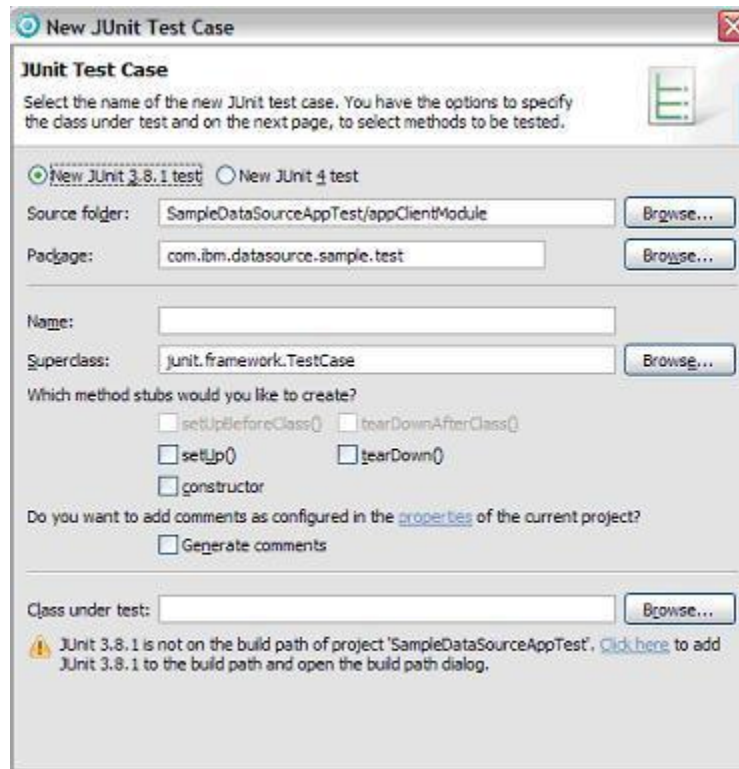 New JUnit Test Case
JUnit Test Case
Select the name of the new JUnit test case. You have the options to specify
the class under test and on the next page, to select methods to be tested.
New JUnit 3.8.1 test New JUnit 4 test
Source folder: SampleDataSourceAppTest/appClientModule Browse...
Package: com.ibm.datasource.sample.test Browse...
Name:
Superclass: junit.framework.TestCase Browse...
Which method stubs would you like to create?
setUpBeforeClass() tearDownAfterClass()
setUp() tearDown()
constructor
Do you want to add comments as configured in the properties of the current project?
Generate comments
Class under test: Browse...
JUnit 3.8.1 is not on the build path of project 'SampleDataSourceAppTest'. Click here to add
JUnit 3.8.1 to the build path and open the build path dialog.